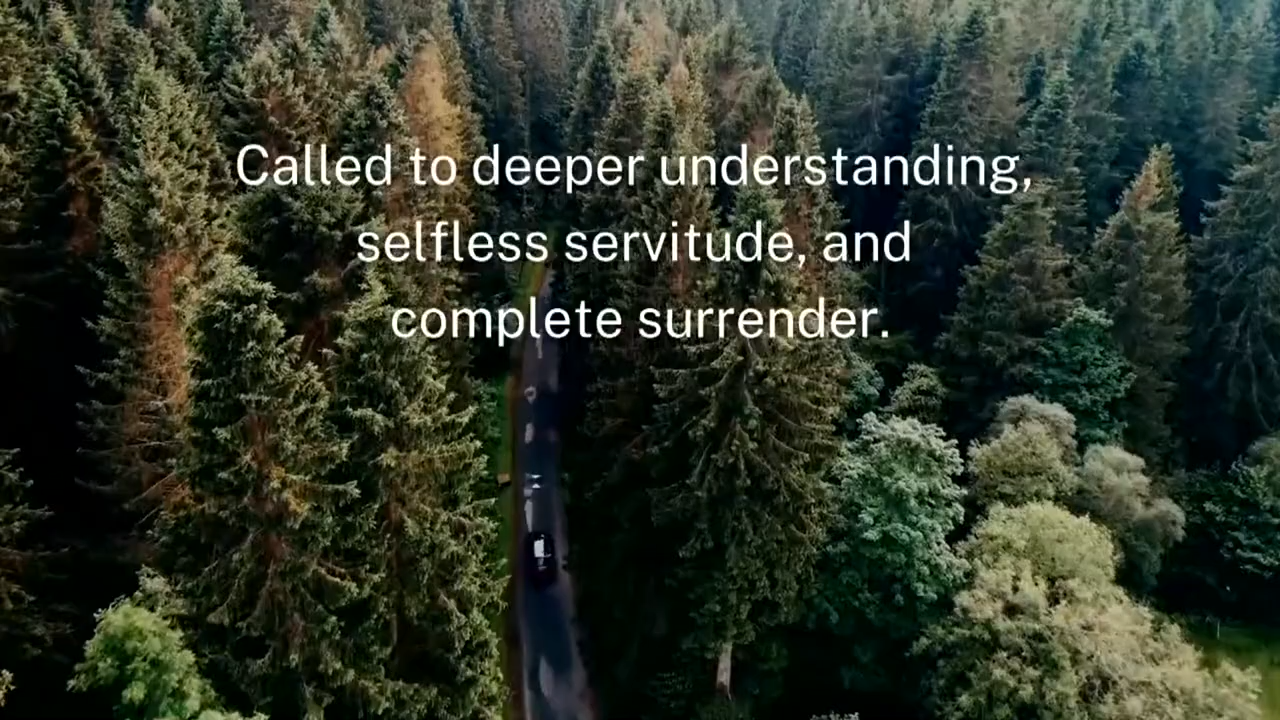 Called to deeper understanding,
selfless servitude, and
complete surrender.